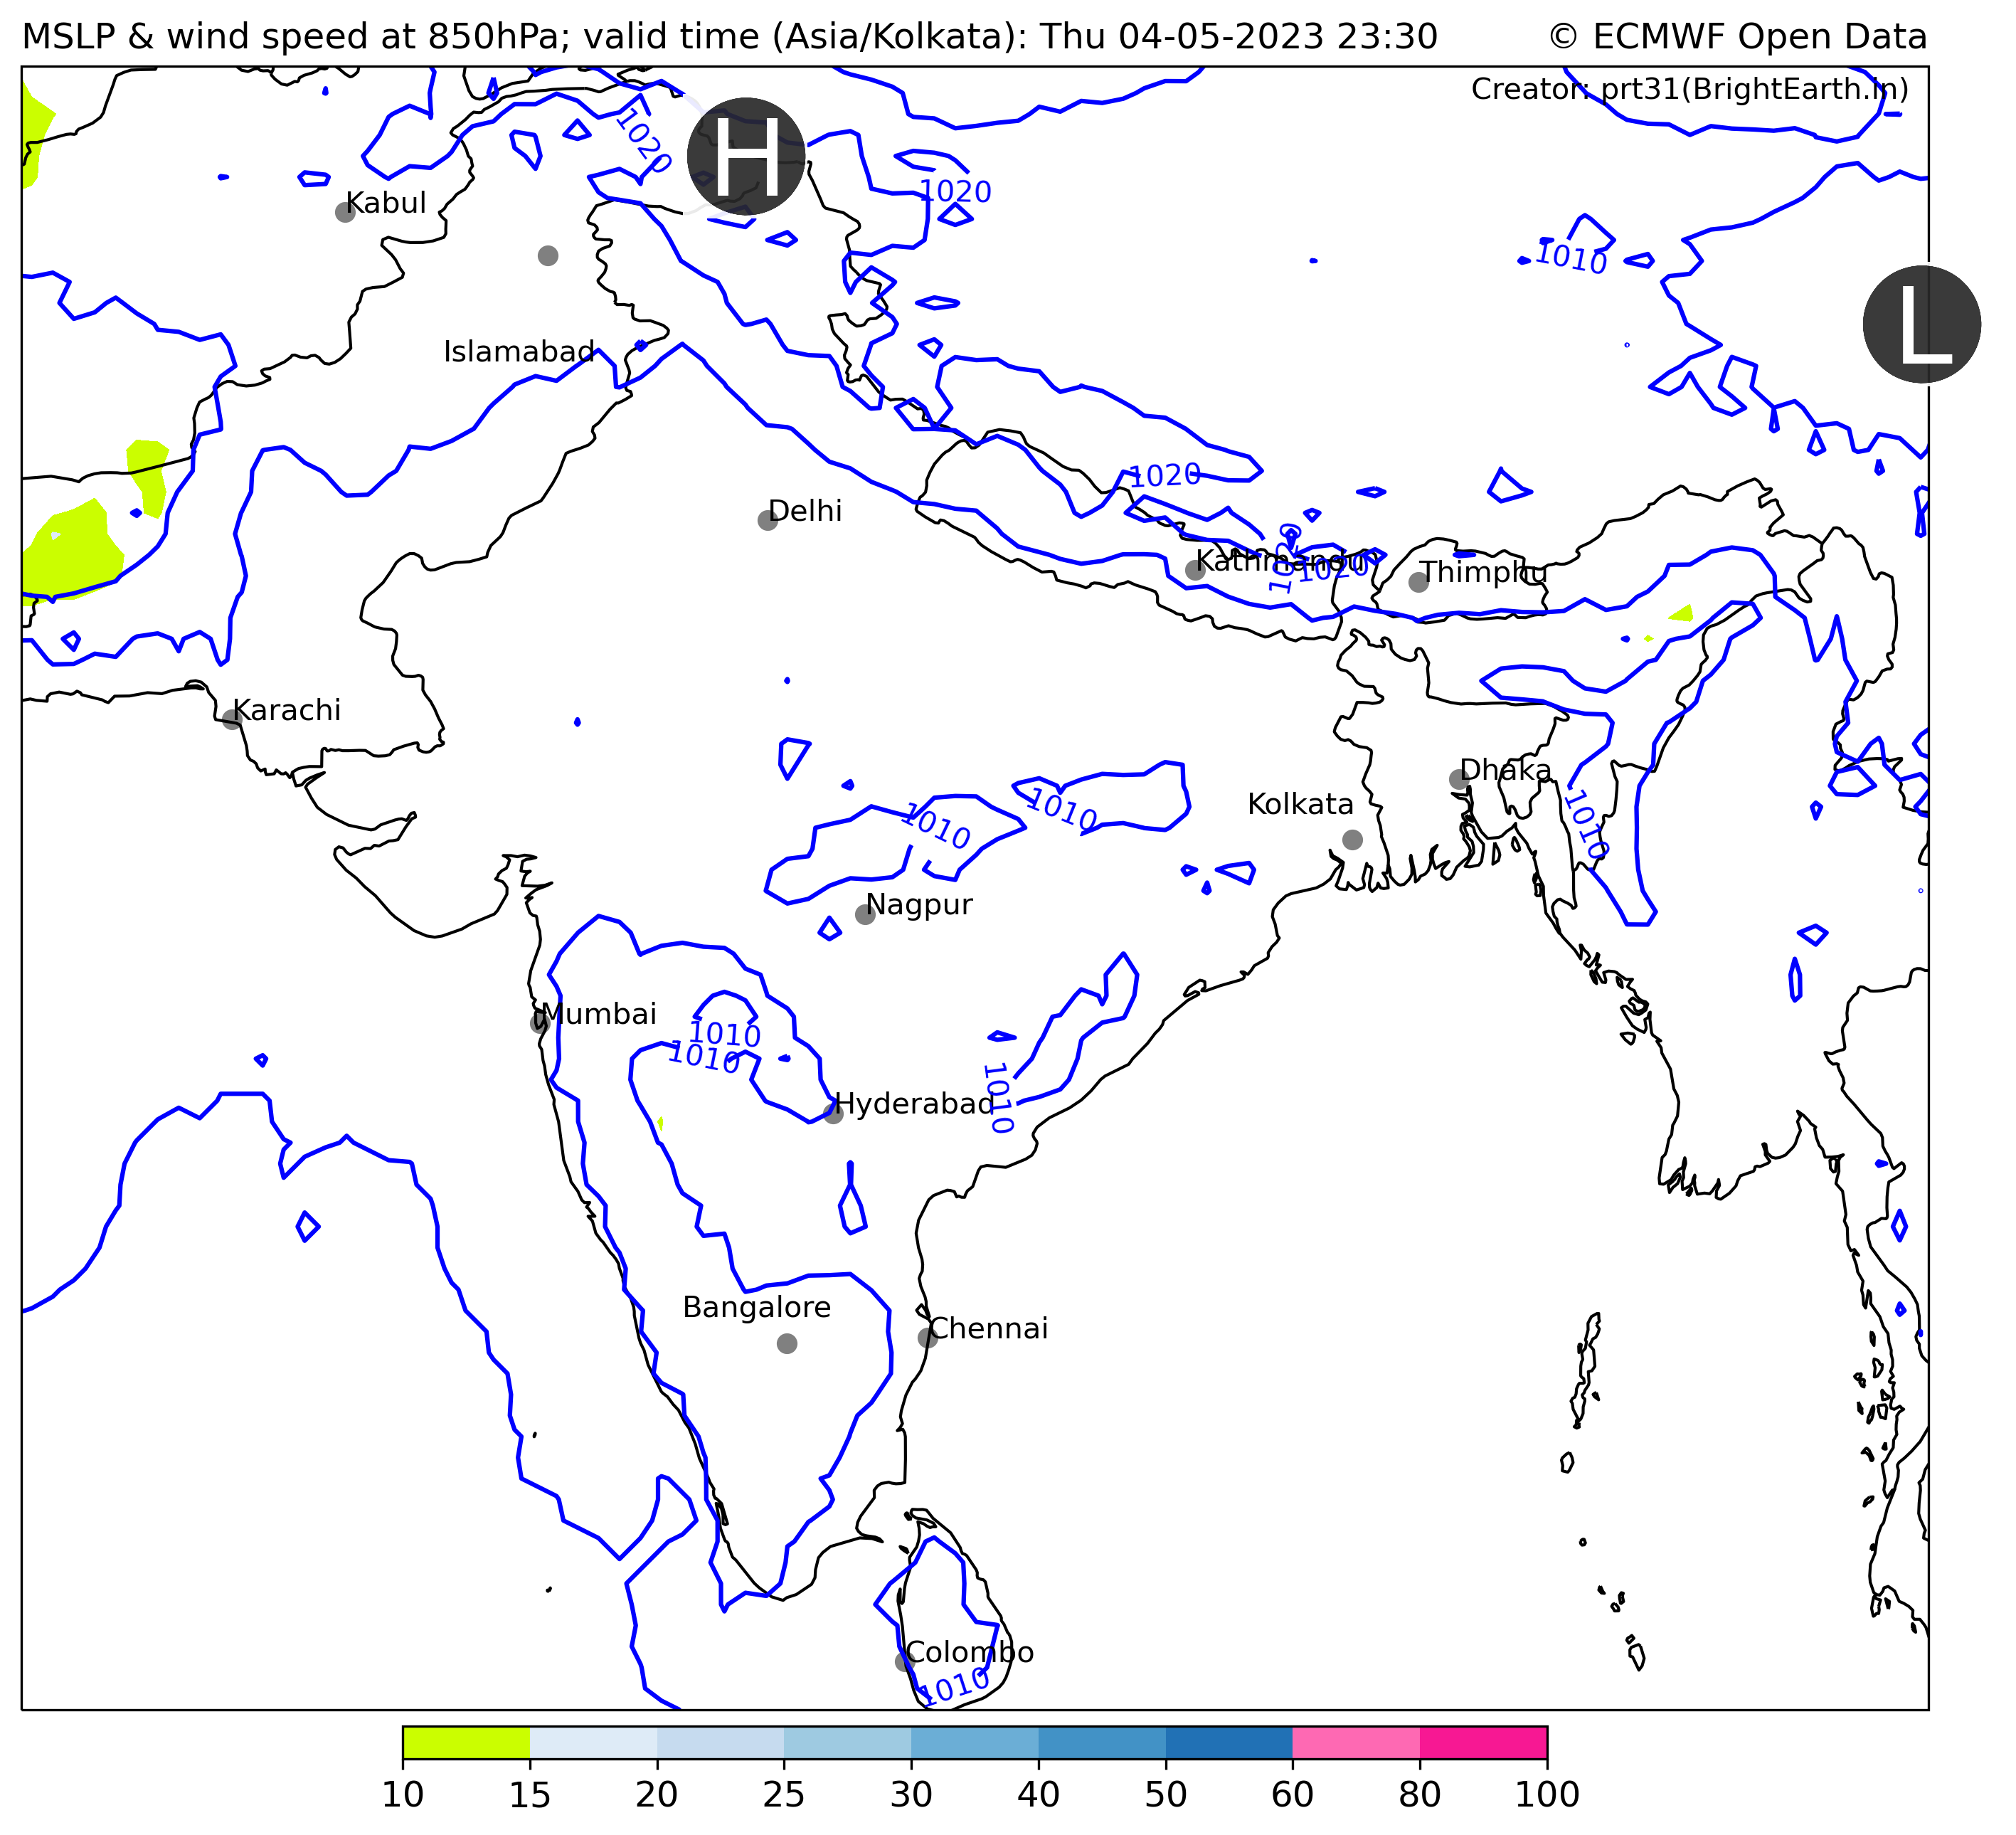 MSLP & wind speed at 850hPa; valid time (Asia/Kolkata): Thu 04-05-2023 23:30
© ECMWF Open Data
Creator: prt31(BrightEarth.in)
1020
H
1020
Kabul
1010
L
Islamabad
1020
Delhi
Kathmandu
1020
1020
Thimphu
Karachi
Dhaka
Kolkata
1010
1010
1010
Nagpur
Mumbai
1010
1010
Hyderabad
1010
Bangalore
Chennai
Colombo
1010
10 15 20 25 30 40 50 60 80 100